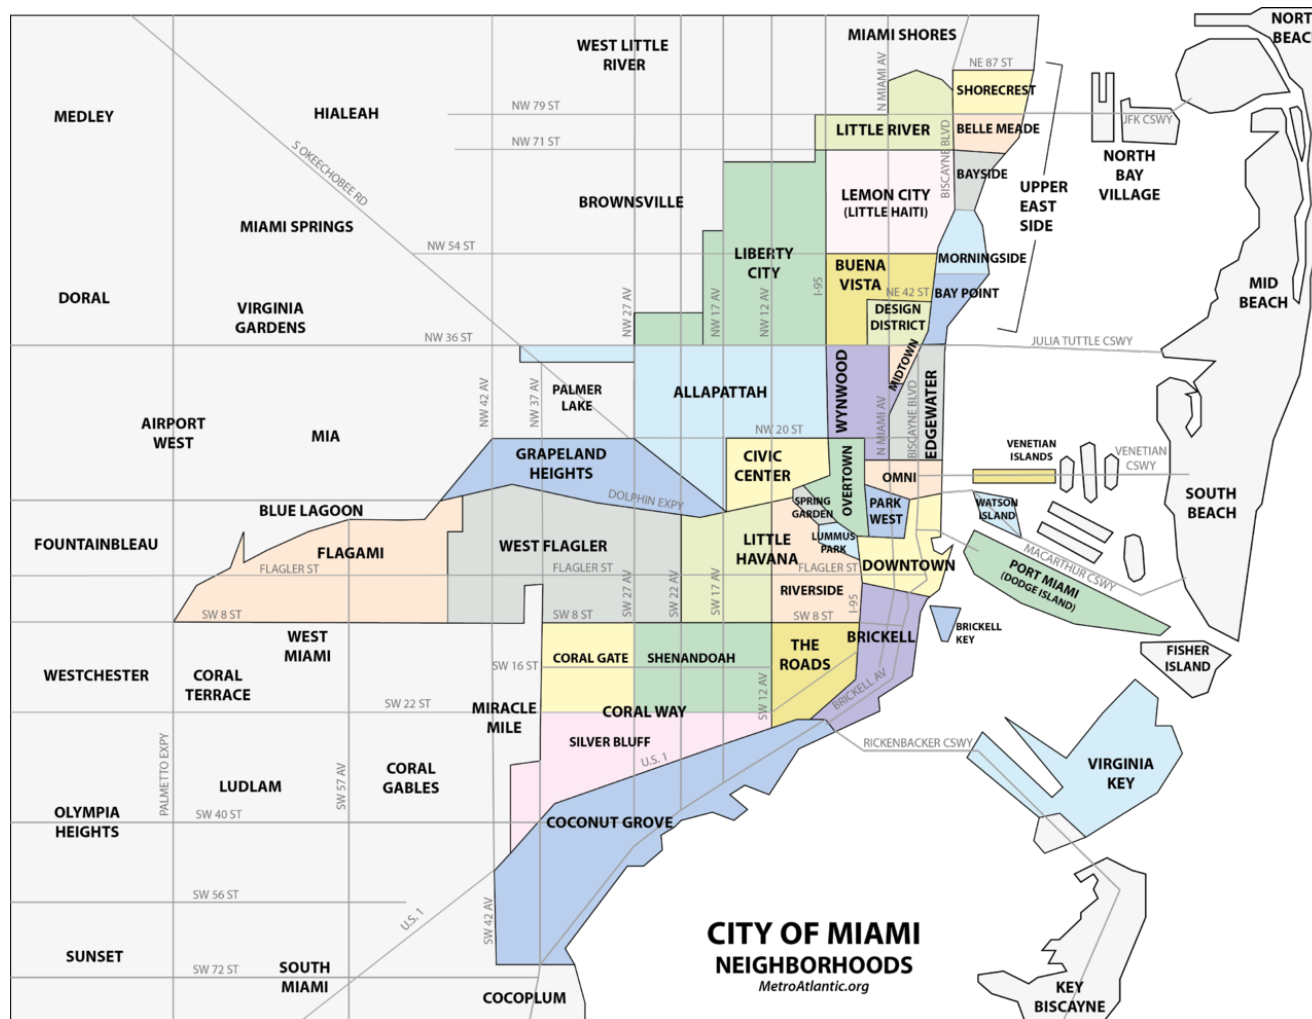 NORTH
BEACH
MIAMI SHORES
WEST LITTLE
RIVER
NE 87 ST
SHORECREST
N MIAMI AV
MEDLEY
HIALEAH
NW 79 ST
JFK CSWY
LITTLE RIVER
BELLE MEADE
BISCAYNE BLVD
NW 71 ST
S OKEECHOBEE RD
NORTH
BAY
VILLAGE
BAYSIDE
UPPER
EAST
SIDE
LEMON CITY
(LITTLE HAITI)
BROWNSVILLE
MIAMI SPRINGS
NW 54 ST
LIBERTY
CITY
BUENA
VISTA
MORNINGSIDE
I-95
NE 42 ST
BAY POINT
MID
BEACH
DORAL
VIRGINIA
GARDENS
NW 27 AV
NW 17 AV
NW 12 AV
DESIGN
DISTRICT
NW 36 ST
JULIA TUTTLE CSWY
MIDTOWN
NW 42 AV
NW 37 AV
PALMER
LAKE
ALLAPATTAH
WYNWOOD
N MIAMI AV
BISCAYNE BLVD
EDGEWATER
AIRPORT
WEST
MIA
NW 20 ST
GRAPELAND
HEIGHTS
CIVIC
CENTER
OVERTOWN
OMNI
VENETIAN
ISLANDS
VENETIAN
CSWY
DOLPHIN EXPY
SPRING
GARDEN
PARK
WEST
WATSON
ISLAND
SOUTH
BEACH
BLUE LAGOON
FOUNTAINBLEAU
FLAGAMI
WEST FLAGLER
LITTLE
HAVANA
LUMMUS
PARK
MACARTHUR CSWY
FLAGLER ST
FLAGLER ST
FLAGLER ST
DOWNTOWN
PORT MIAMI
(DODGE ISLAND)
SW 27 AV
SW 22 AV
SW 17 AV
RIVERSIDE
I-95
SW 8 ST
SW 8 ST
SW 8 ST
BRICKELL
BRICKELL
KEY
WEST
MIAMI
THE
ROADS
FISHER
ISLAND
WESTCHESTER
CORAL
TERRACE
SW 16 ST
CORAL GATE
SHENANDOAH
SW 12 AV
BRICKELL AV
SW 22 ST
MIRACLE
MILE
CORAL WAY
SILVER BLUFF
U.S. 1
RICKENBACKER CSWY
VIRGINIA
KEY
PALMETTO EXPY
SW 57 AV
LUDLAM
CORAL
GABLES
OLYMPIA
HEIGHTS
SW 40 ST
COCONUT GROVE
SW 56 ST
U.S. 1
SW 42 AV
CITY OF MIAMI
NEIGHBORHOODS
MetroAtlantic.org
SUNSET
SW 72 ST
SOUTH
MIAMI
COCOPLUM
KEY
BISCAYNE